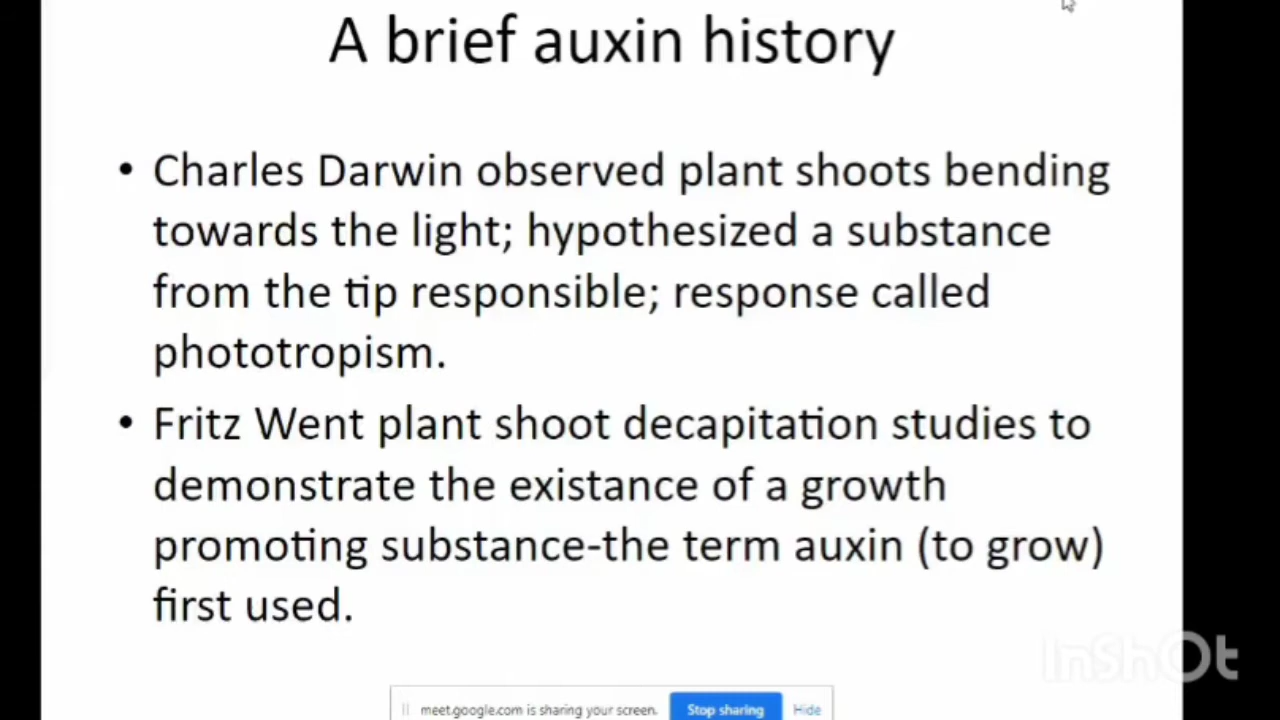 A brief auxin history
• Charles Darwin observed plant shoots bending
towards the light; hypothesized a substance
from the tip responsible; response called
phototropism.
• Fritz Went plant shoot decapitation studies to
demonstrate the existance of a growth
promoting substance-the term auxin (to grow)
first used.
InShOt
meet.google.com is sharing your screen. Stop sharing Hide